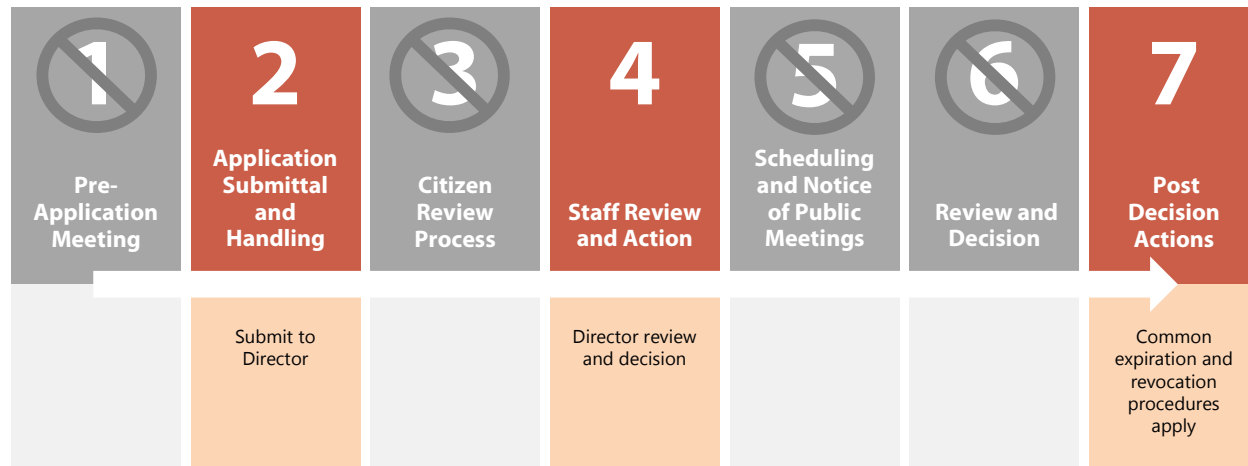 1
Pre-
Application
Meeting
2
Application
Submittal
and
Handling
Submit to
Director
3
Citizen
Review
Process
4
Staff Review
and Action
Director review
and decision
5
Scheduling
and Notice
of Public
Meetings
6
Review and
Decision
7
Post
Decision
Actions
Common
expiration and
revocation
procedures
apply